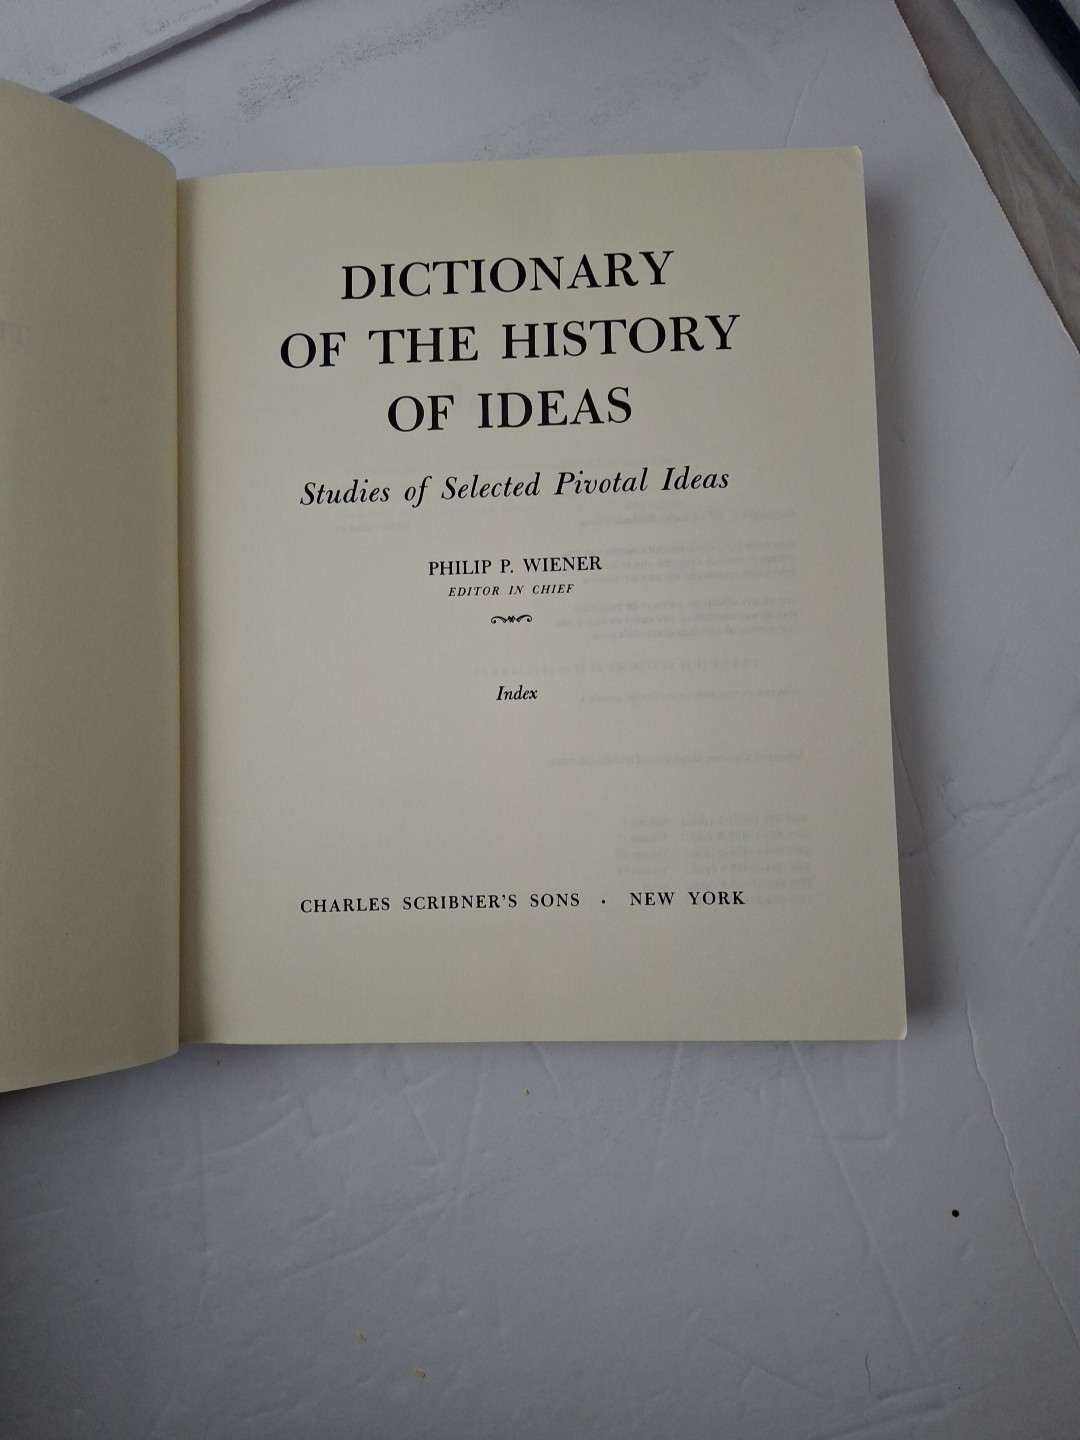 DICTIONARY
OF THE HISTORY
OF IDEAS
Studies of Selected Pivotal Ideas
PHILIP P. WIENER
EDITOR IN CHIEF
Index
CHARLES SCRIBNER'S SONS · NEW YORK